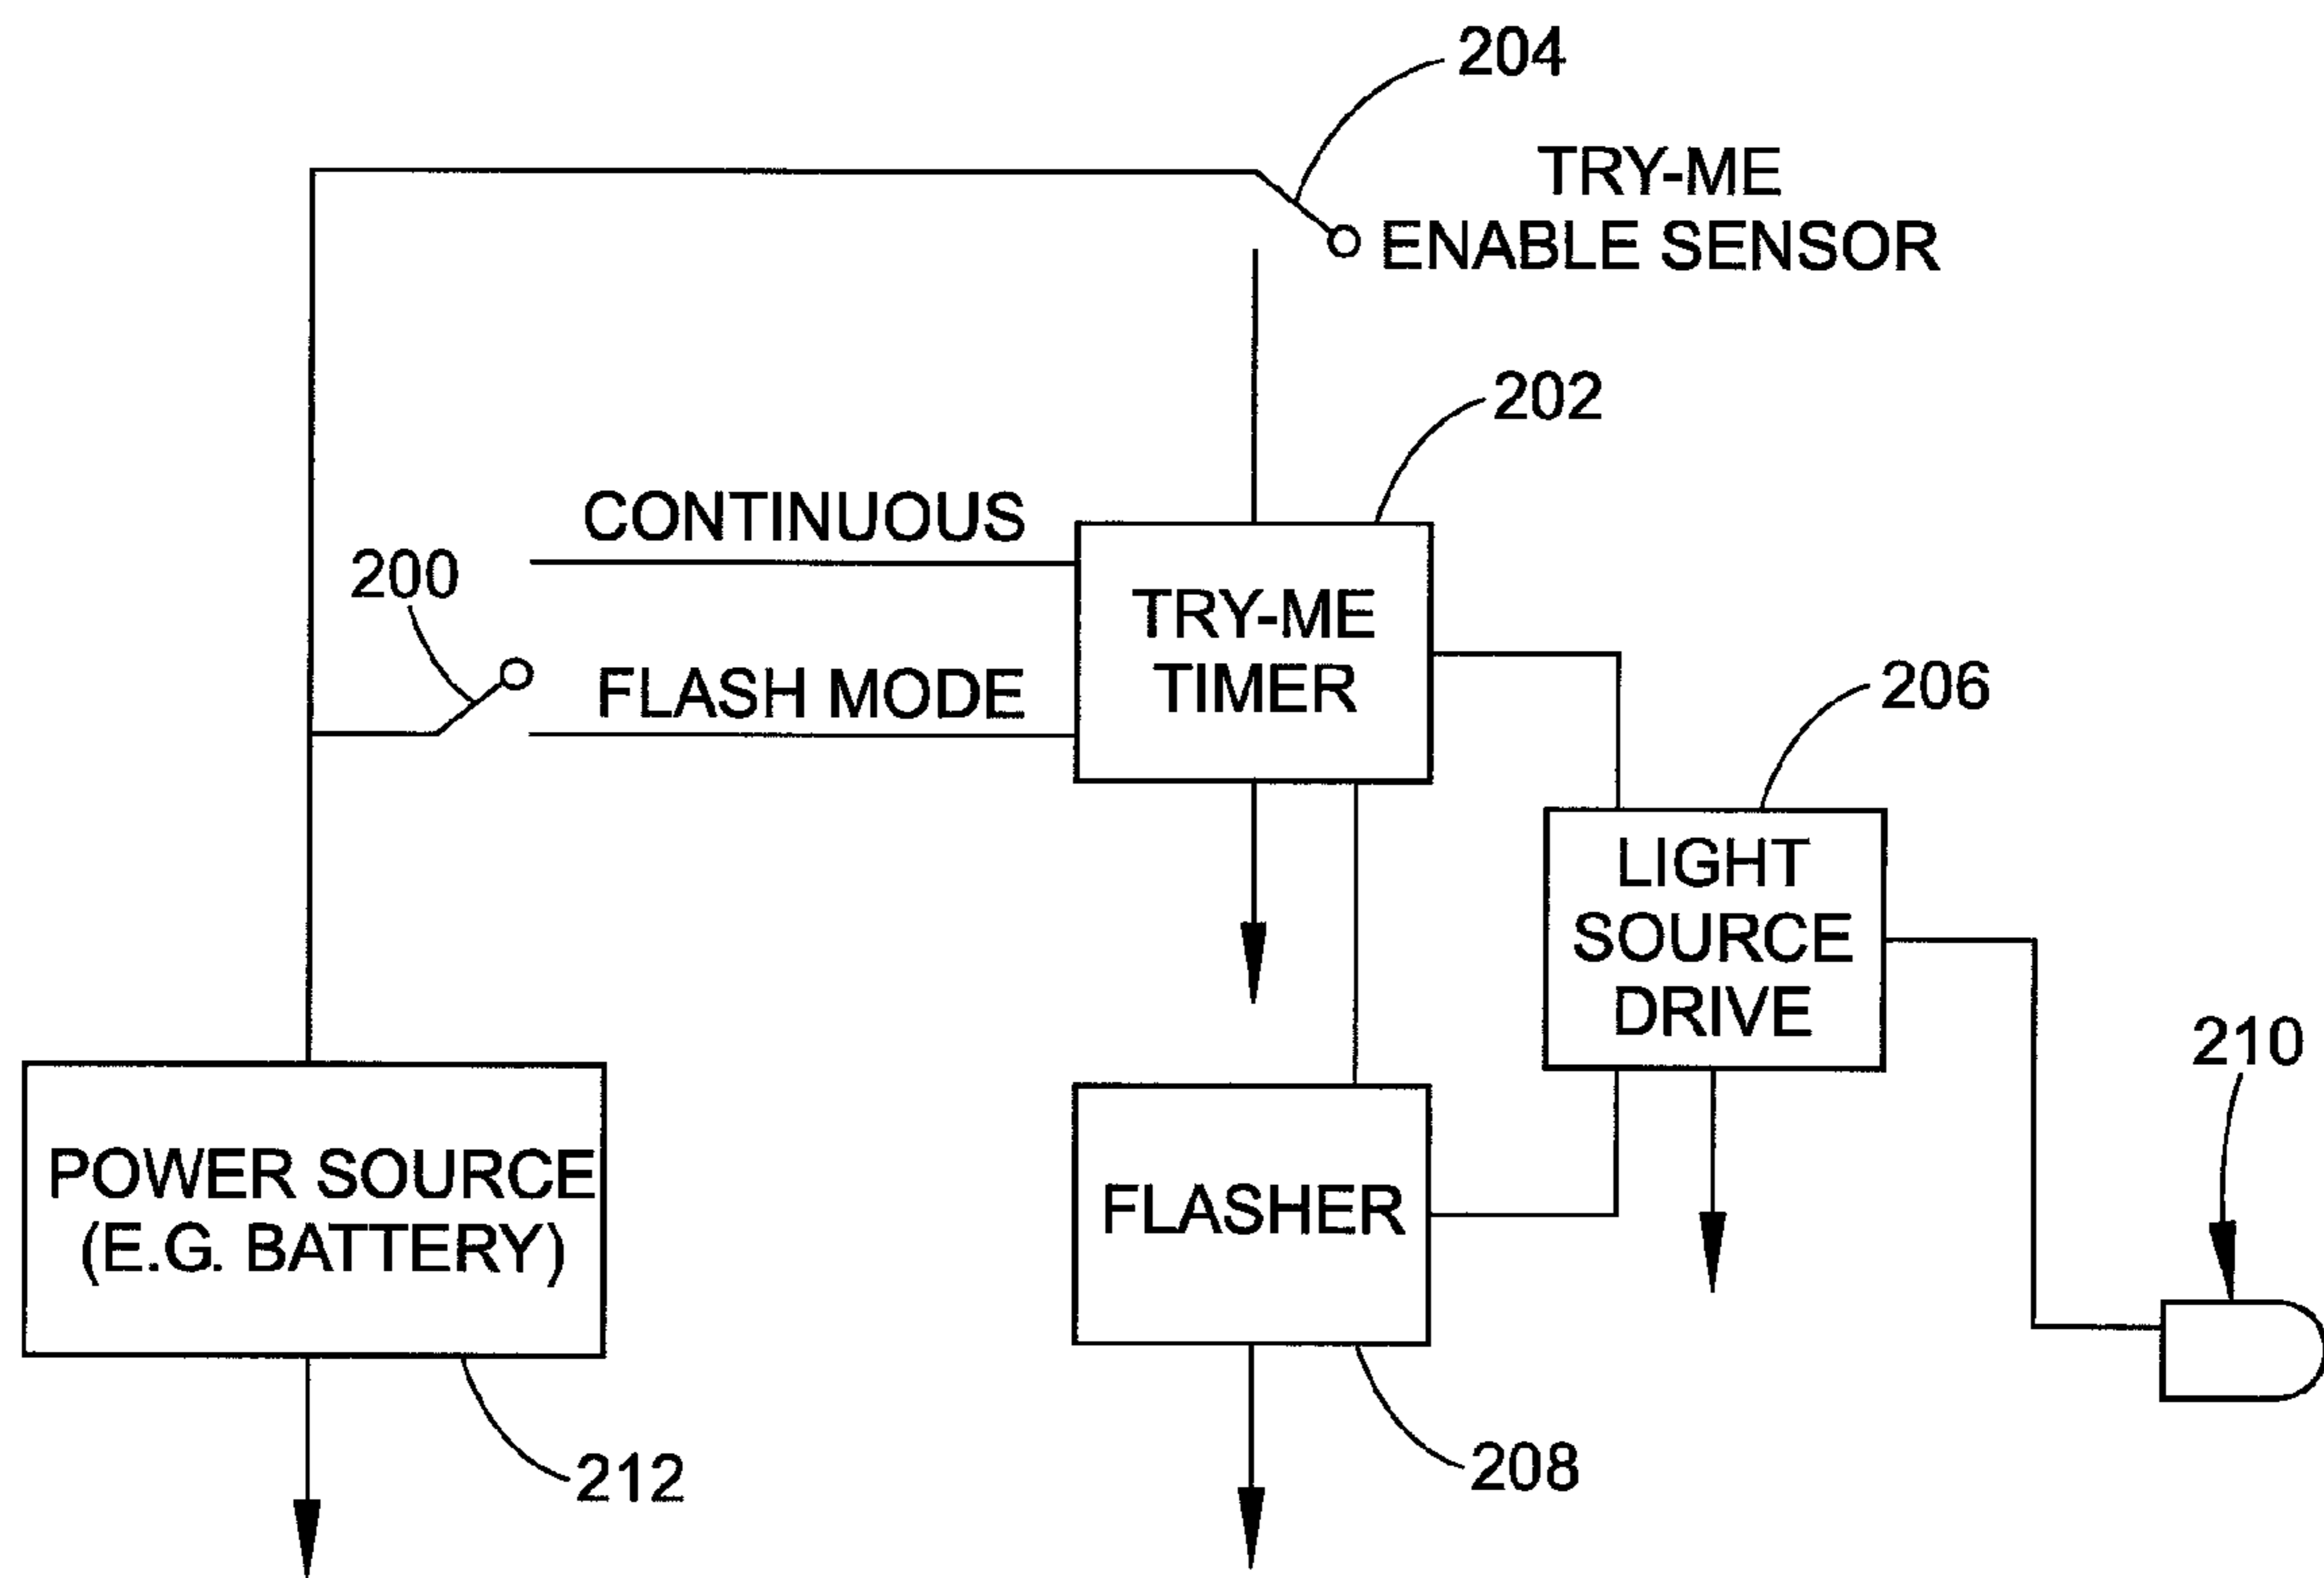 204
TRY-ME
ENABLE SENSOR
202
CONTINUOUS
200
TRY-ME
TIMER
FLASH MODE
206
LIGHT
SOURCE
DRIVE
210
POWER SOURCE
(E.G. BATTERY)
FLASHER
212
208